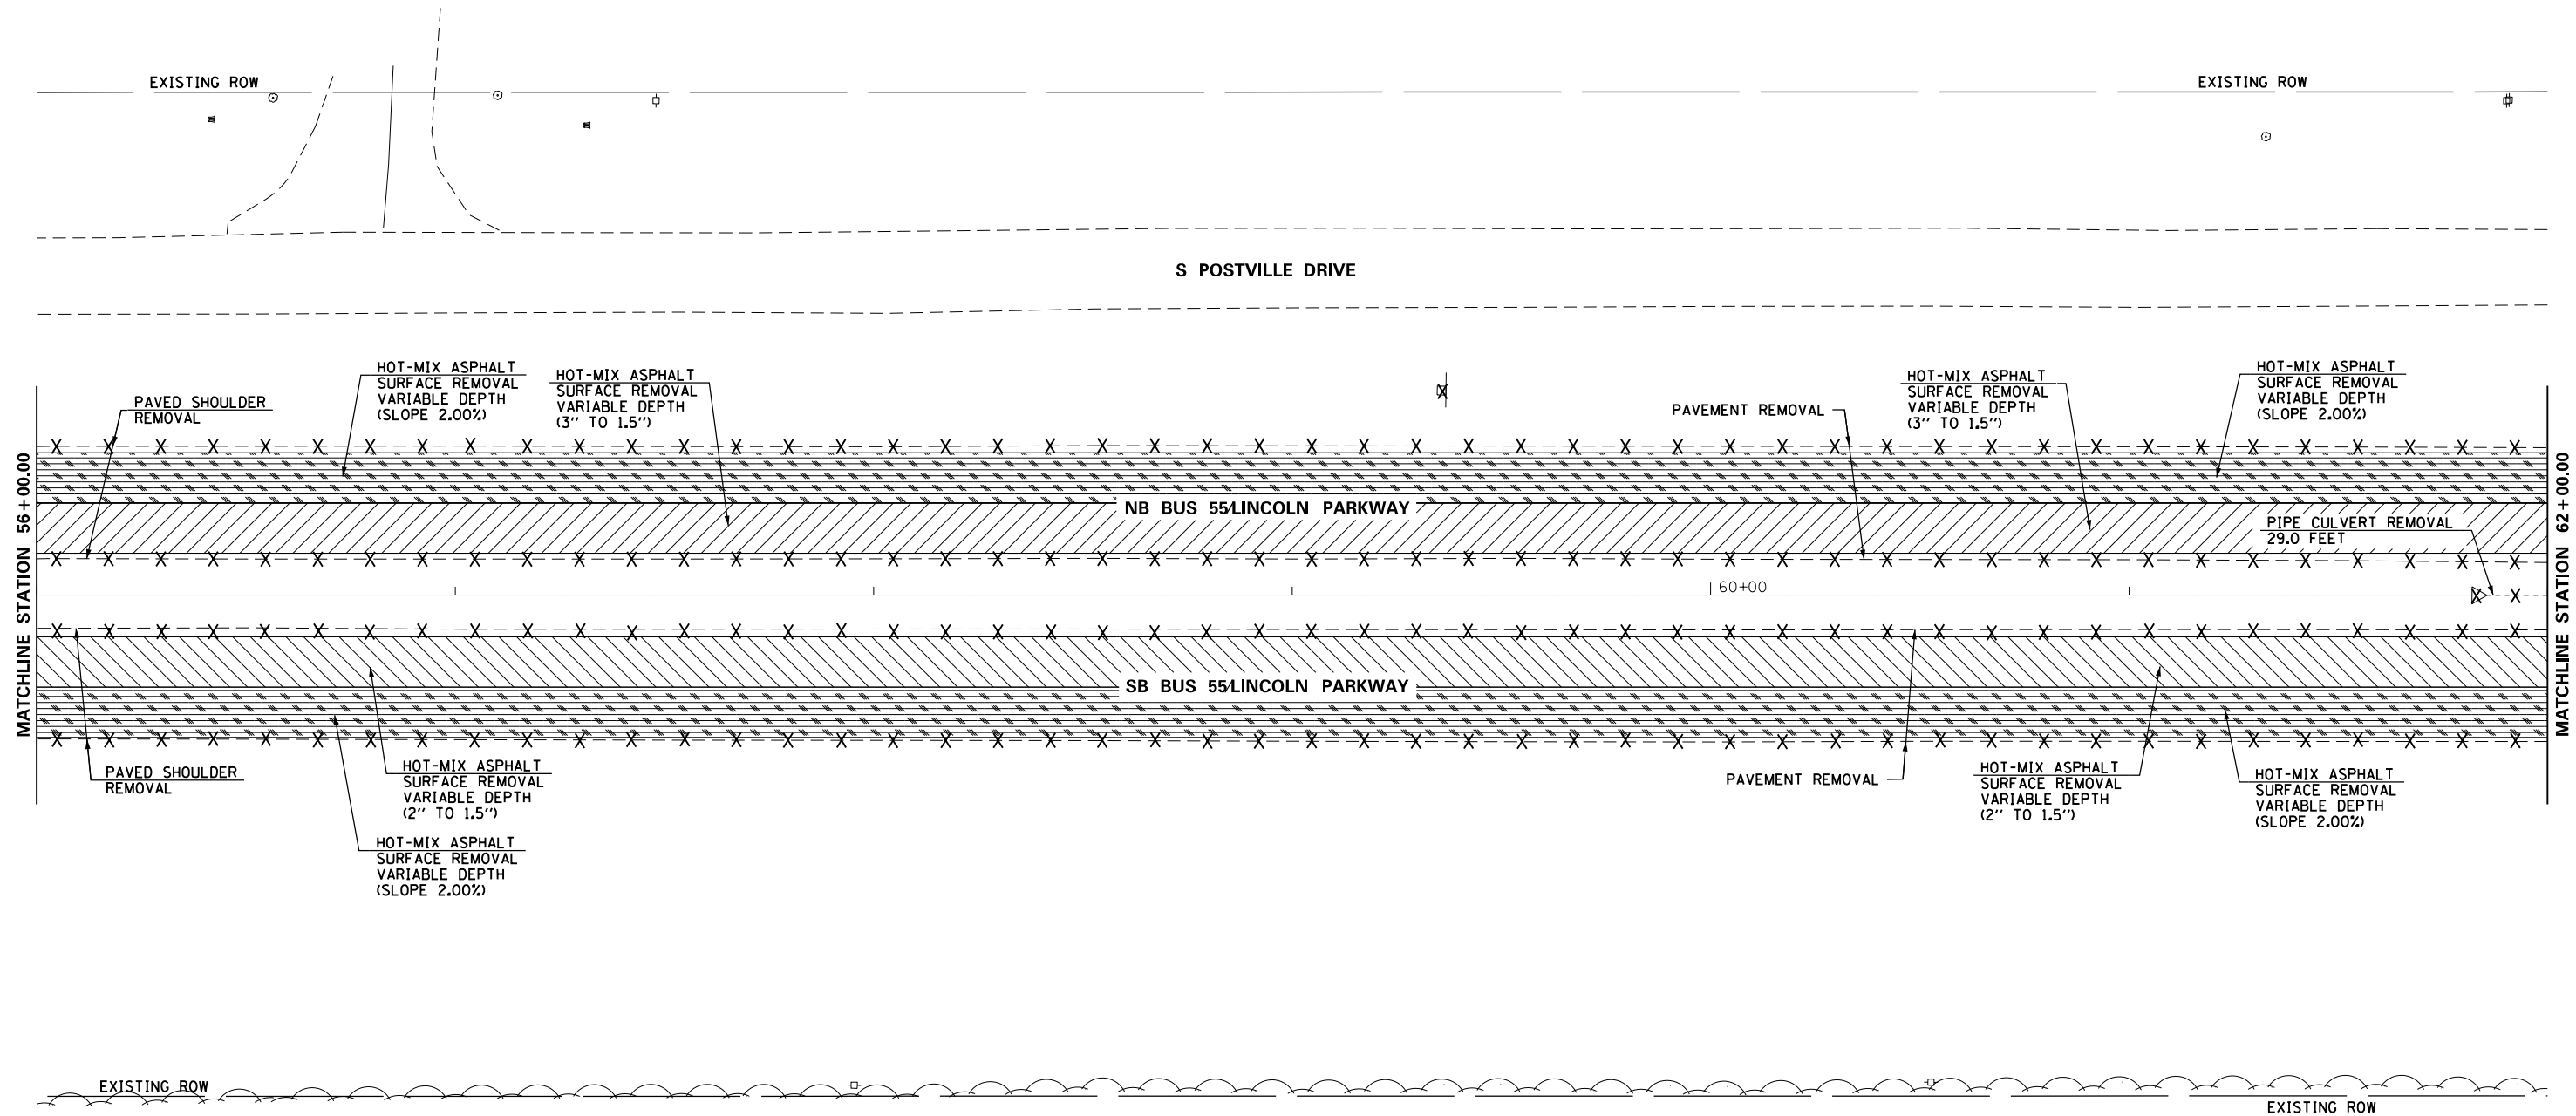 EXISTING ROW
EXISTING ROW
S POSTVILLE DRIVE
HOT-MIX ASPHALT
SURFACE REMOVAL
VARIABLE DEPTH
(SLOPE 2.00%)
HOT-MIX ASPHALT
SURFACE REMOVAL
VARIABLE DEPTH
(3" TO 1.5")
PAVED SHOULDER
REMOVAL
PAVEMENT REMOVAL
HOT-MIX ASPHALT
SURFACE REMOVAL
VARIABLE DEPTH
(3" TO 1.5")
HOT-MIX ASPHALT
SURFACE REMOVAL
VARIABLE DEPTH
(SLOPE 2.00%)
MATCHLINE STATION 56+00.00
NB BUS 55/LINCOLN PARKWAY
PIPE CULVERT REMOVAL
29.0 FEET
60+00
MATCHLINE STATION 62+00.00
SB BUS 55/LINCOLN PARKWAY
PAVED SHOULDER
REMOVAL
HOT-MIX ASPHALT
SURFACE REMOVAL
VARIABLE DEPTH
(2" TO 1.5")
HOT-MIX ASPHALT
SURFACE REMOVAL
VARIABLE DEPTH
(SLOPE 2.00%)
PAVEMENT REMOVAL
HOT-MIX ASPHALT
SURFACE REMOVAL
VARIABLE DEPTH
(2" TO 1.5")
HOT-MIX ASPHALT
SURFACE REMOVAL
VARIABLE DEPTH
(SLOPE 2.00%)
EXISTING ROW
EXISTING ROW